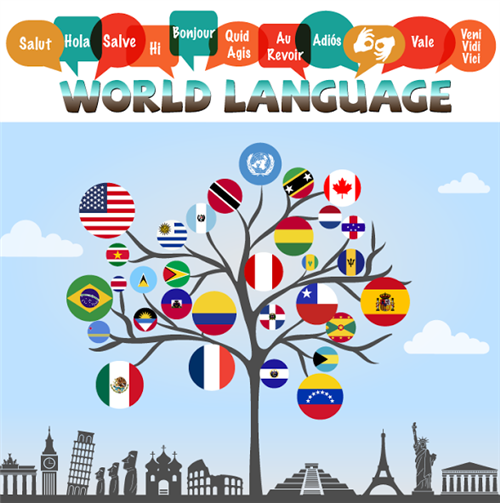 Salut
Hola
Salve
Hi
Bonjour
Quid
Agis
Au
Revoir
Adiós
Vale
Veni
Vidi
Vici
WORLD LANGUAGE